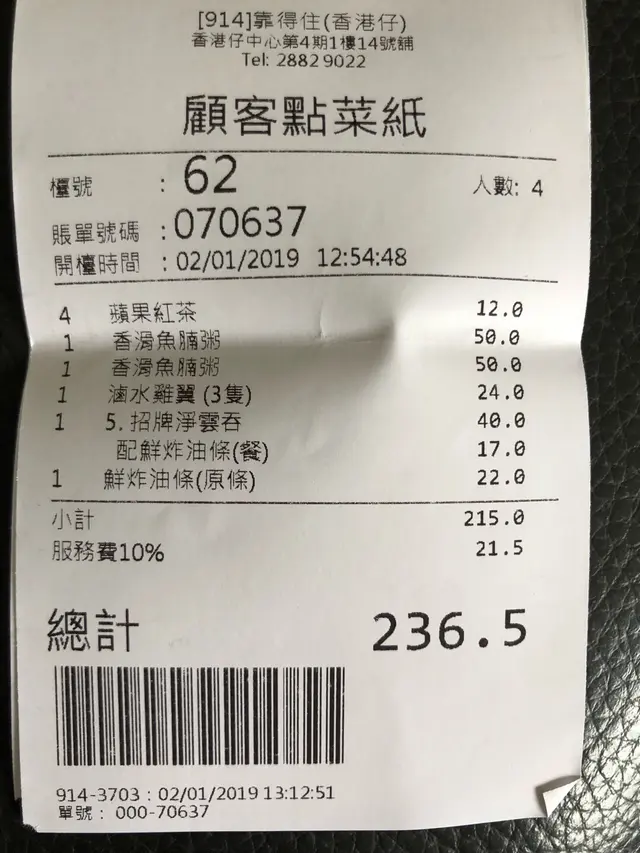 [914]靠得住(香港仔)
香港仔中心第4期1樓14號舖
Tel: 2882 9022
顧客點菜紙
檯號 : 62 人數: 4
賬單號碼 : 070637
開檯時間 : 02/01/2019 12:54:48
4 蘋果紅茶 12.0
1 香滑魚腩粥 50.0
1 香滑魚腩粥 50.0
1 滷水雞翼 (3隻) 24.0
1 5. 招牌淨雲吞 40.0
配鮮炸油條(餐) 17.0
1 鮮炸油條(原條) 22.0
小計 215.0
服務費10% 21.5
總計 236.5
914-3703 : 02/01/2019 13:12:51
單號： 000-70637